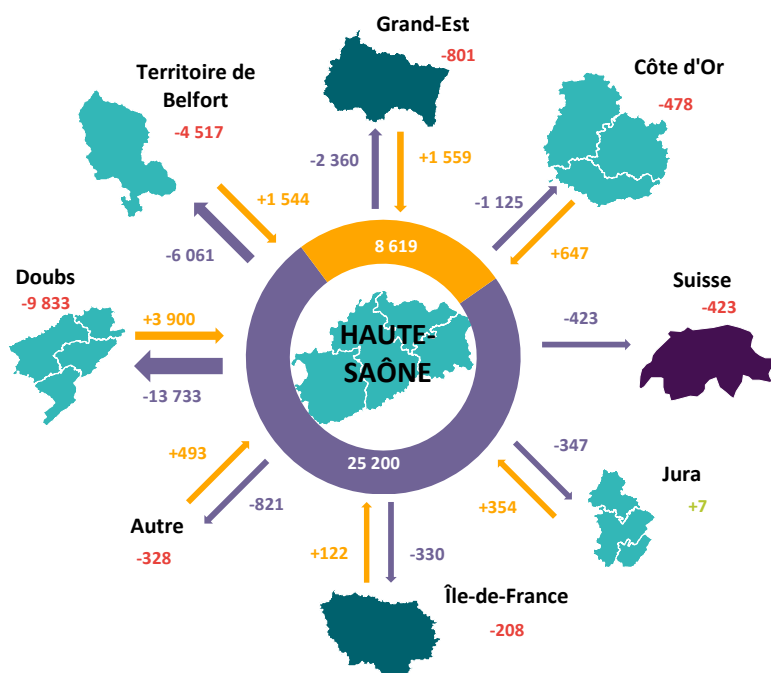 Grand-Est
-801
Territoire de
Belfort
-4 517
Côte d'Or
-478
-2 360
+1 559
+1 544
-6 061
-1 125
+647
8 619
Doubs
-9 833
+3 900
-13 733
HAUTE-
SAÔNE
Suisse
-423
-423
25 200
+493
-821
Autre
-328
-347
+354
Jura
+7
+122
-330
Île-de-France
-208